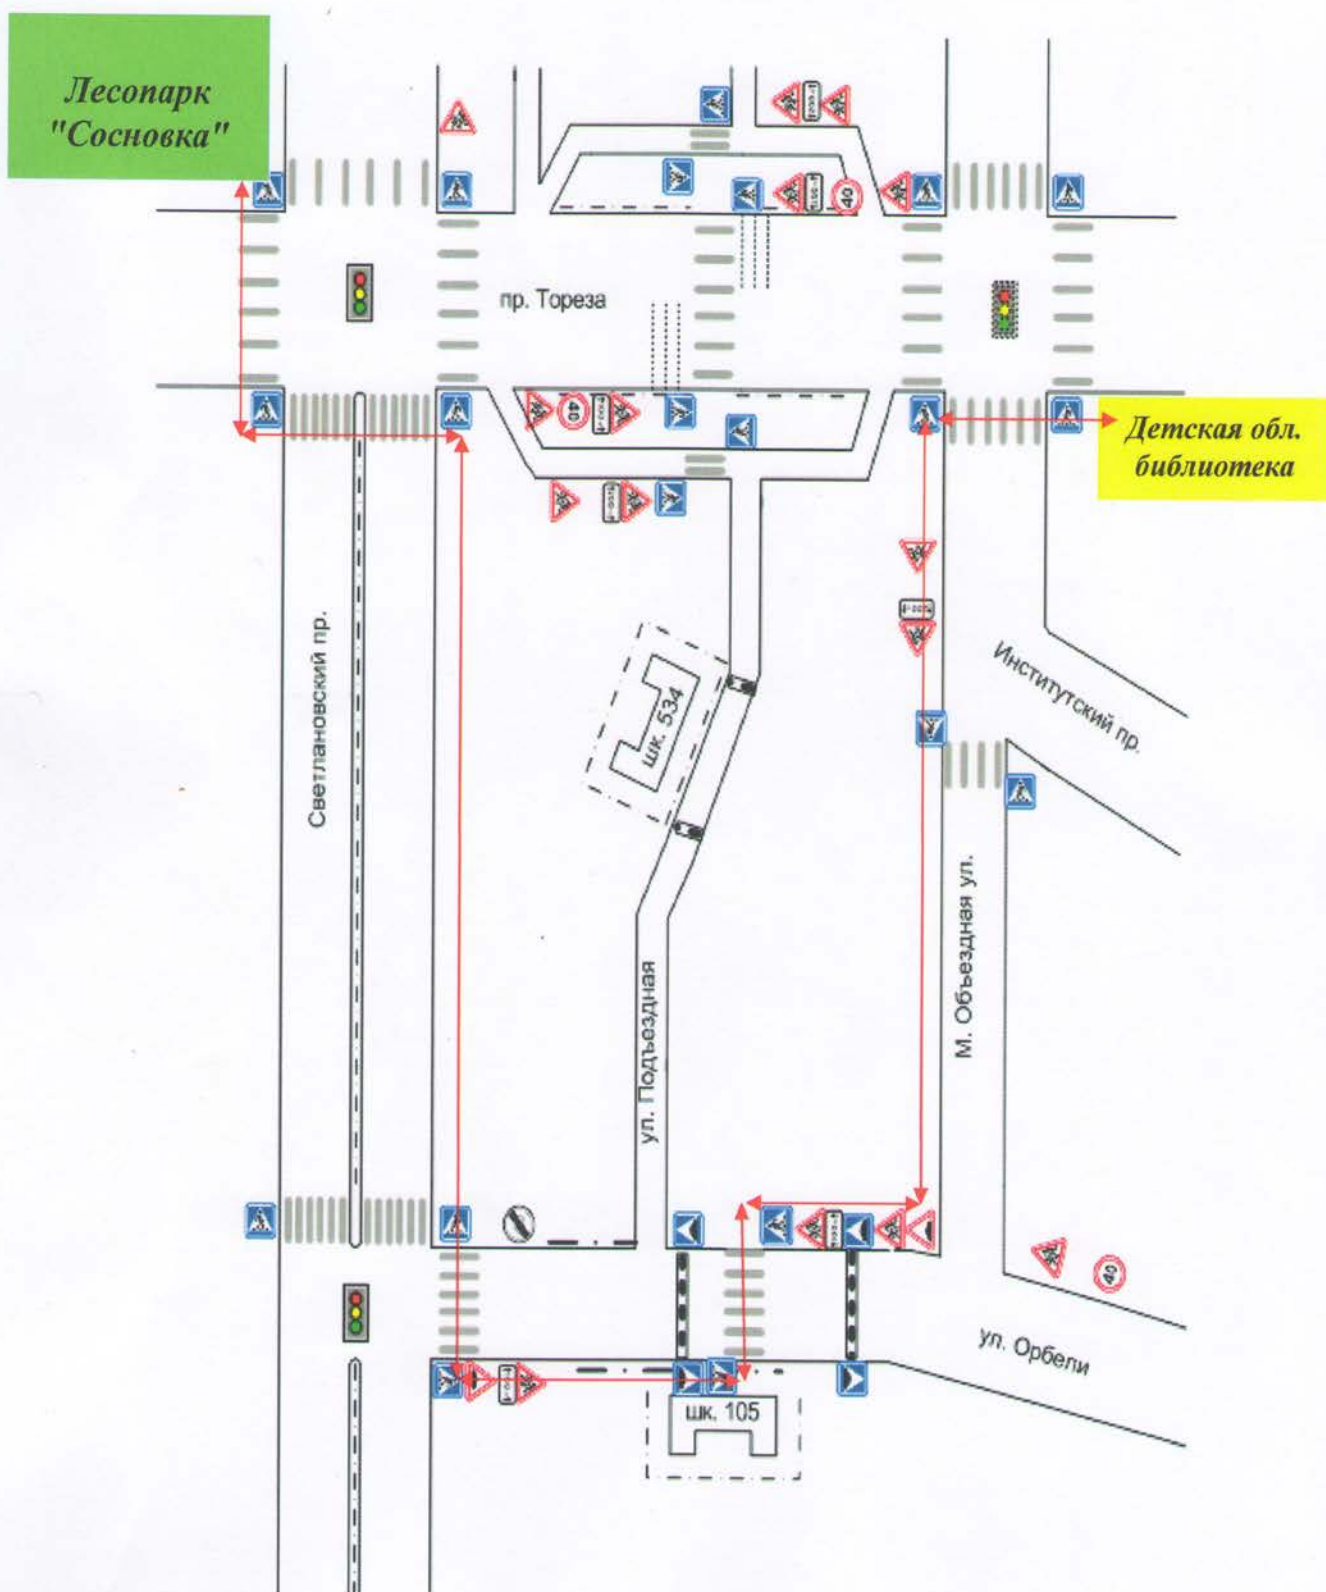 Лесопарк
"Сосновка"
40
пр. Тореза
40
Детская обл.
библиотека
Светлановский пр.
шк. 534
Институтский пр.
М. Объездная ул.
ул. Подъездная
40
ул. Орбели
шк. 105